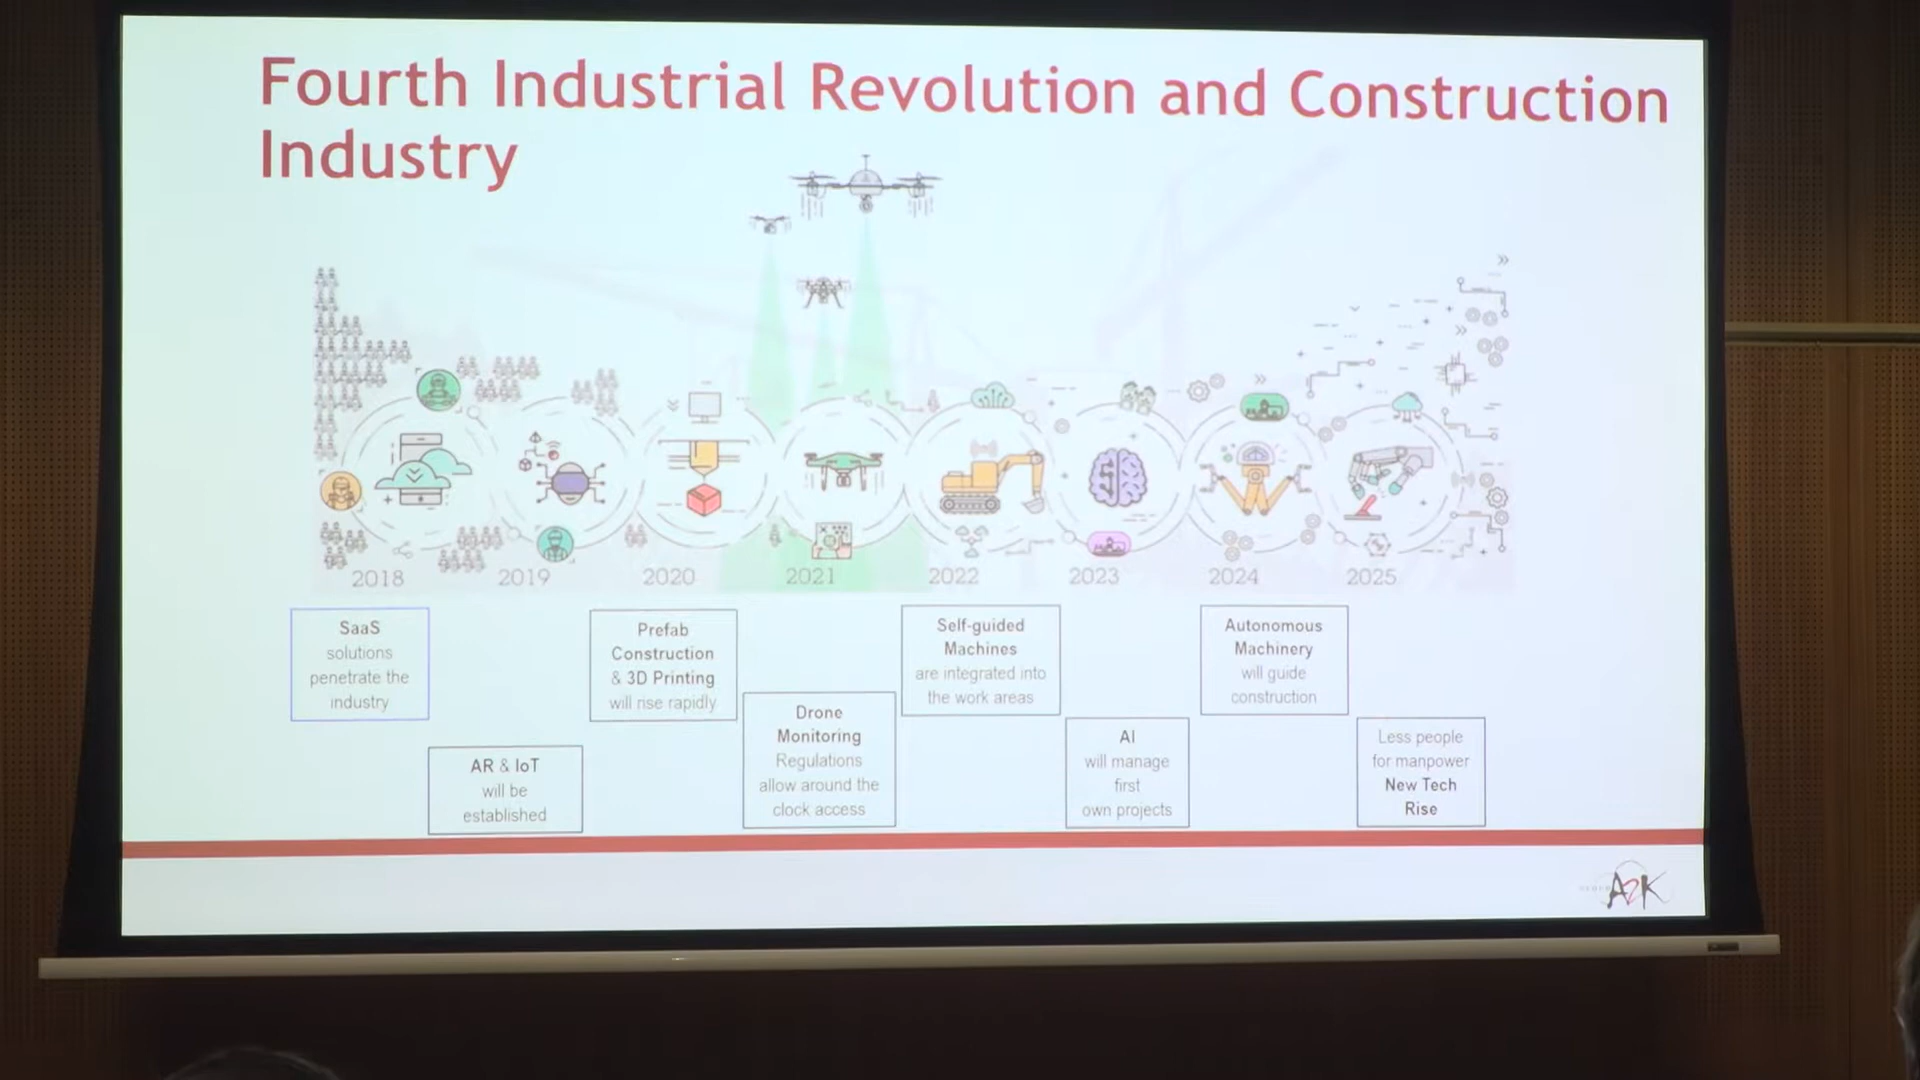 Fourth Industrial Revolution and Construction
Industry
2018
2019
2020
2021
2022
2023
2024
2025
SaaS
solutions
penetrate the
industry
AR & IoT
will be
established
Prefab
Construction
& 3D Printing
will rise rapidly
Drone
Monitoring
Regulations
allow around the
clock access
Self-guided
Machines
are integrated into
the work areas
AI
will manage
first
own projects
Autonomous
Machinery
will guide
construction
Less people
for manpower
New Tech
Rise
A2K